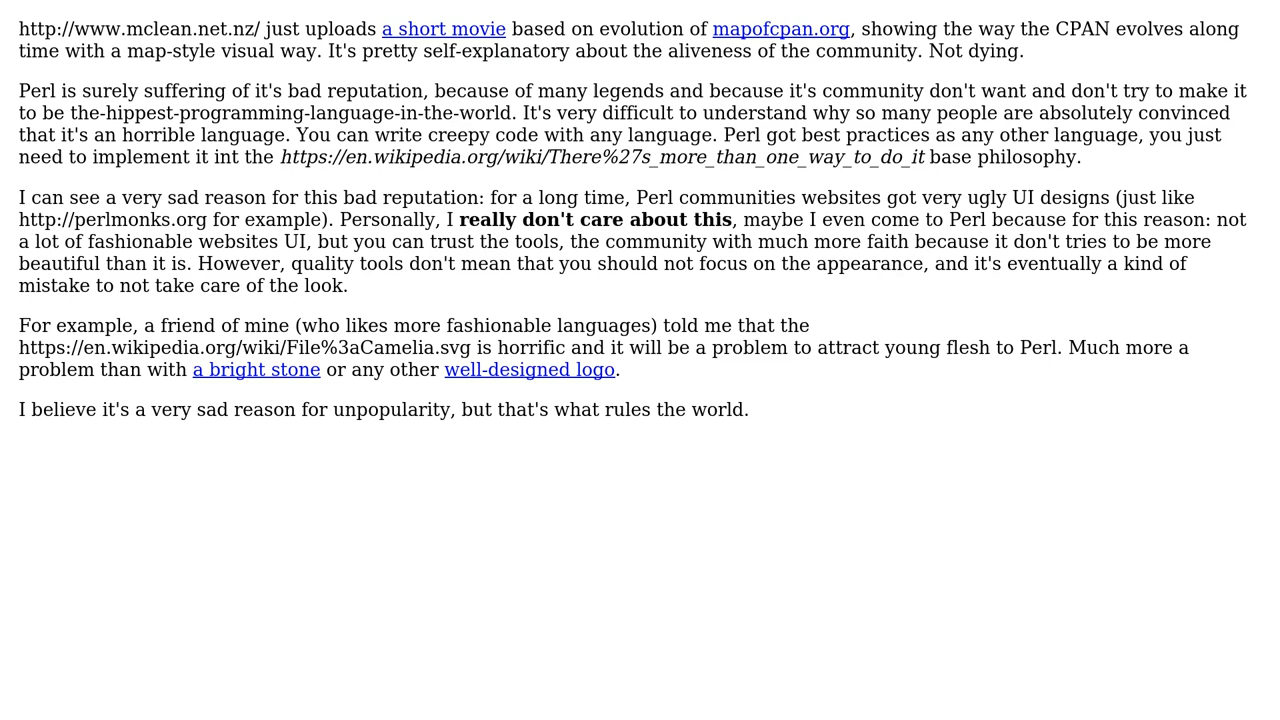 http://www.mclean.net.nz/ just uploads a short movie based on evolution of mapofcpan.org, showing the way the CPAN evolves along
time with a map-style visual way. It's pretty self-explanatory about the aliveness of the community. Not dying.
Perl is surely suffering of it's bad reputation, because of many legends and because it's community don't want and don't try to make it
to be the-hippest-programming-language-in-the-world. It's very difficult to understand why so many people are absolutely convinced
that it's an horrible language. You can write creepy code with any language. Perl got best practices as any other language, you just
need to implement it int the https://en.wikipedia.org/wiki/There%27s_more_than_one_way_to_do_it base philosophy.
I can see a very sad reason for this bad reputation: for a long time, Perl communities websites got very ugly UI designs (just like
http://perlmonks.org for example). Personally, I really don't care about this, maybe I even come to Perl because for this reason: not
a lot of fashionable websites UI, but you can trust the tools, the community with much more faith because it don't tries to be more
beautiful than it is. However, quality tools don't mean that you should not focus on the appearance, and it's eventually a kind of
mistake to not take care of the look.
For example, a friend of mine (who likes more fashionable languages) told me that the
https://en.wikipedia.org/wiki/File%3aCamelia.svg is horrific and it will be a problem to attract young flesh to Perl. Much more a
problem than with a bright stone or any other well-designed logo.
I believe it's a very sad reason for unpopularity, but that's what rules the world.